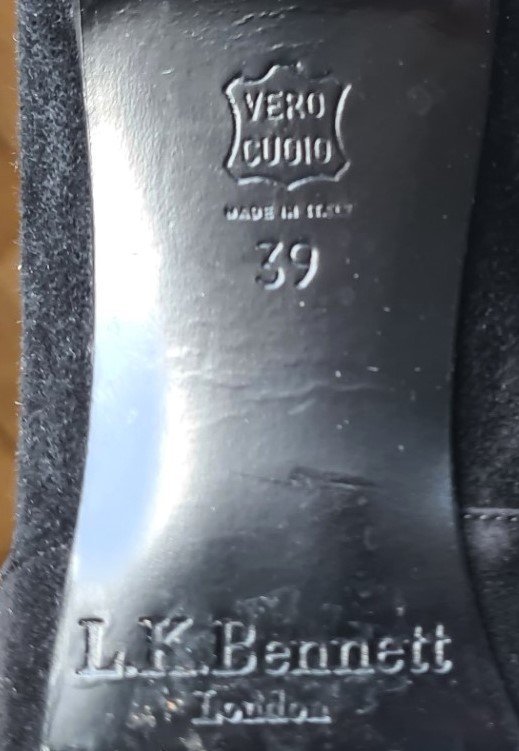 VERO
CUOIO
MADE IN ITALY
39
L.K.Bennett
London